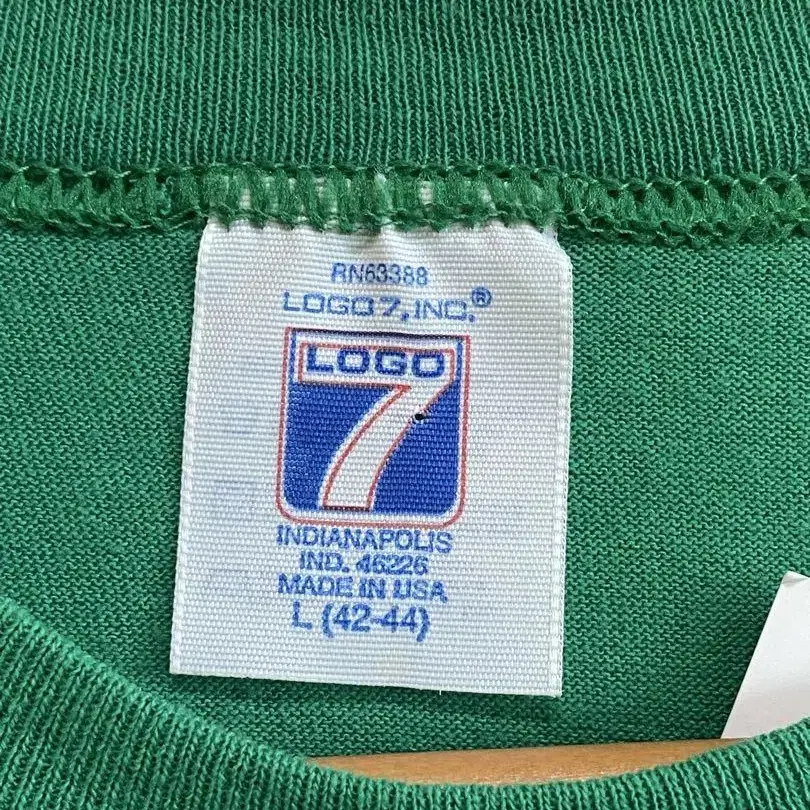 RN63388
LOGO 7, INC.®
LOGO
7
INDIANAPOLIS
IND. 46226
MADE IN USA
L (42-44)